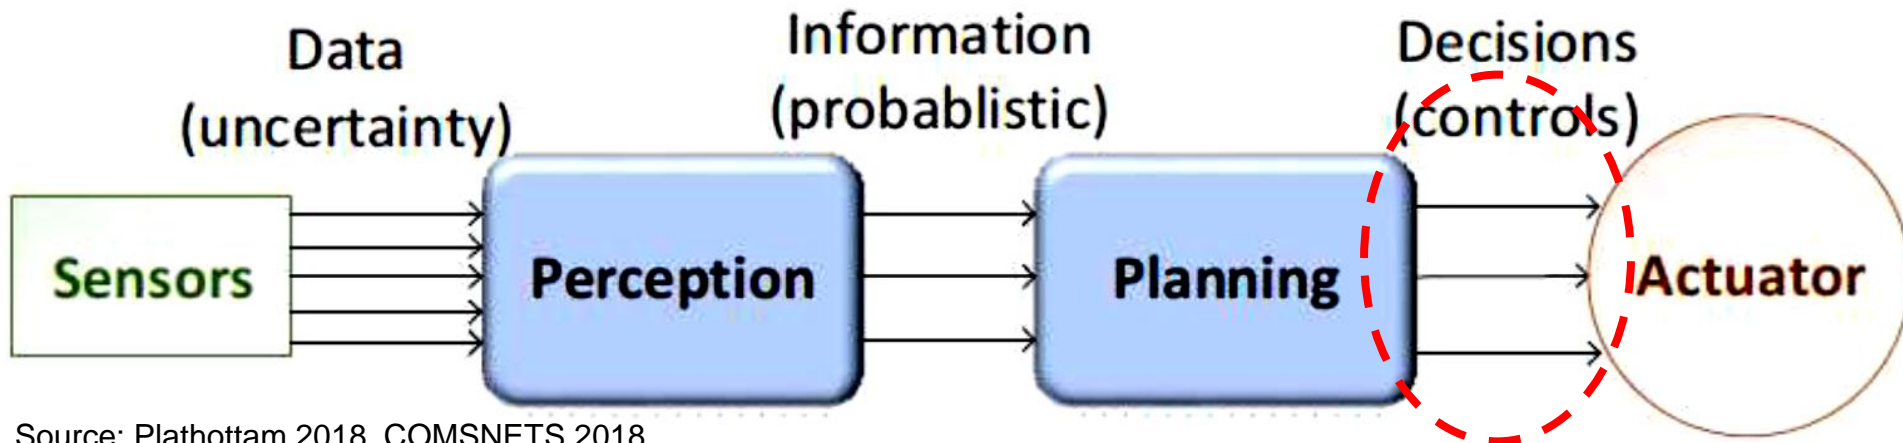 Data
(uncertainty)
Information
(probablistic)
Decisions
(controls)
Sensors
Perception
Planning
Actuator
Source: Plathottam 2018, COMSNETS 2018